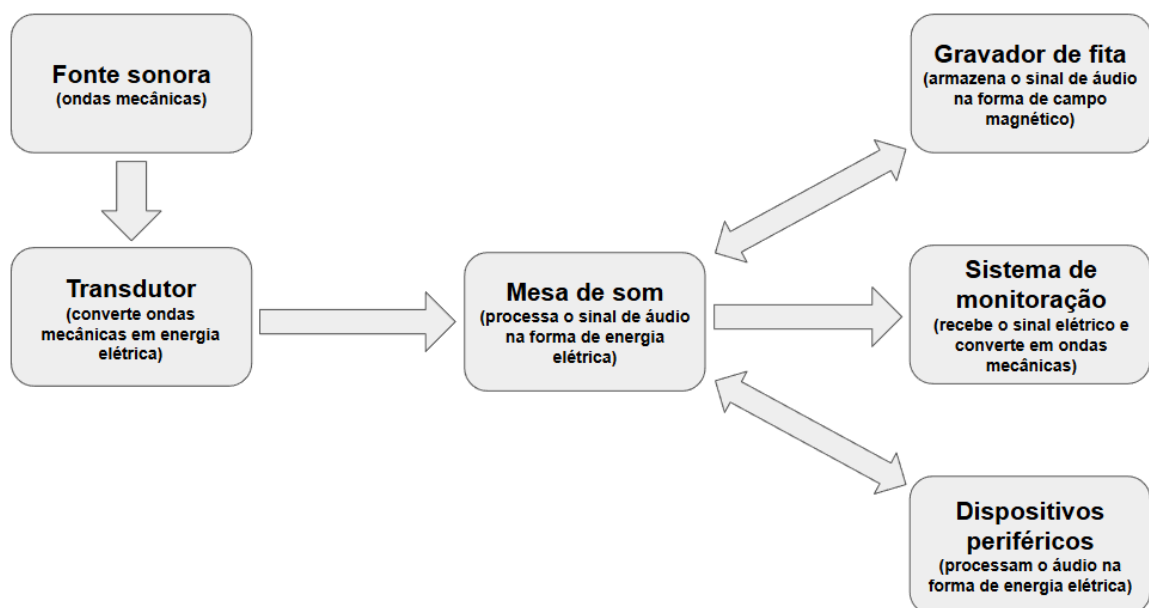 Fonte sonora
(ondas mecânicas)
Transdutor
(converte ondas
mecânicas em energia
elétrica)
Mesa de som
(processa o sinal de áudio
na forma de energia
elétrica)
Gravador de fita
(armazena o sinal de áudio
na forma de campo
magnético)
Sistema de
monitoração
(recebe o sinal elétrico e
converte em ondas
mecânicas)
Dispositivos
periféricos
(processam o áudio na
forma de energia elétrica)